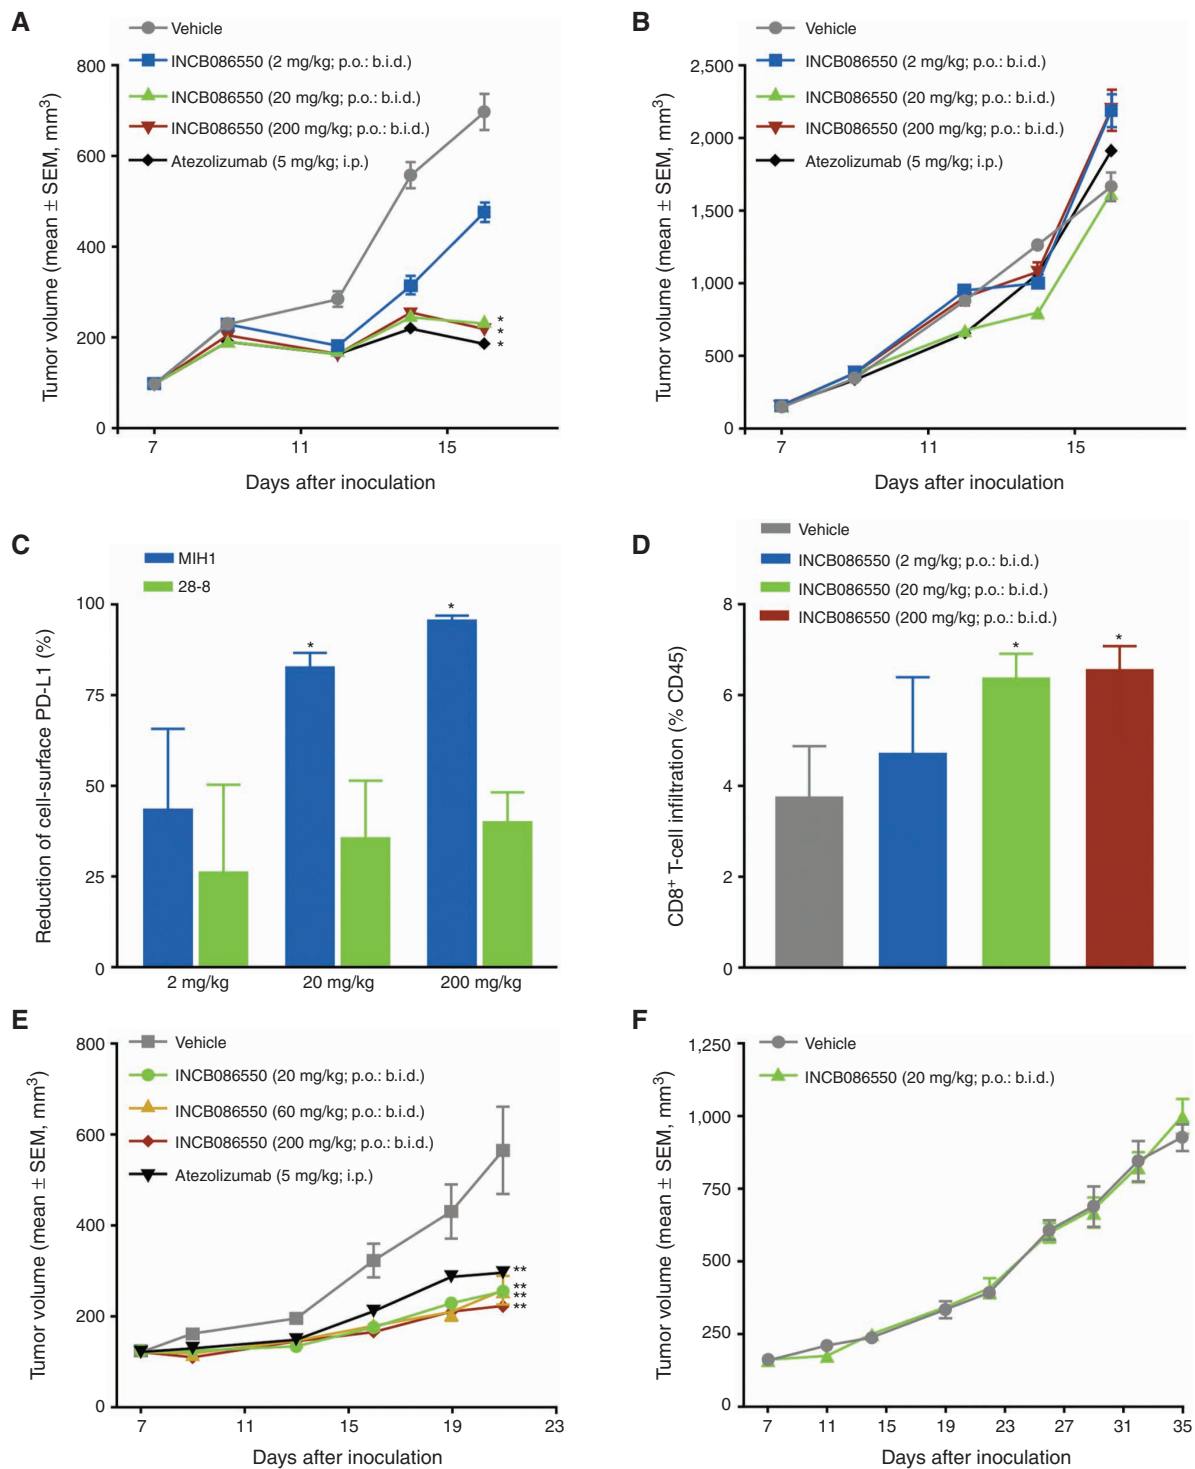 A
Vehicle
INCB086550 (2 mg/kg; p.o.: b.i.d.)
INCB086550 (20 mg/kg; p.o.: b.i.d.)
INCB086550 (200 mg/kg; p.o.: b.i.d.)
Atezolizumab (5 mg/kg; i.p.)
Tumor volume (mean ± SEM, mm³)
800
600
400
200
0
*
*
*
7 11 15
Days after inoculation
B
Vehicle
INCB086550 (2 mg/kg; p.o.: b.i.d.)
INCB086550 (20 mg/kg; p.o.: b.i.d.)
INCB086550 (200 mg/kg; p.o.: b.i.d.)
Atezolizumab (5 mg/kg; i.p.)
Tumor volume (mean ± SEM, mm³)
2,500
2,000
1,500
1,000
500
0
7 11 15
Days after inoculation
C
MIH1
28-8
Reduction of cell-surface PD-L1 (%)
100
75
50
25
0
*
*
2 mg/kg 20 mg/kg 200 mg/kg
D
Vehicle
INCB086550 (2 mg/kg; p.o.: b.i.d.)
INCB086550 (20 mg/kg; p.o.: b.i.d.)
INCB086550 (200 mg/kg; p.o.: b.i.d.)
CD8⁺ T-cell infiltration (% CD45)
8
6
4
2
0
*
*
E
Vehicle
INCB086550 (20 mg/kg; p.o.: b.i.d.)
INCB086550 (60 mg/kg; p.o.: b.i.d.)
INCB086550 (200 mg/kg; p.o.: b.i.d.)
Atezolizumab (5 mg/kg; i.p.)
Tumor volume (mean ± SEM, mm³)
800
600
400
200
0
**
**
**
**
7 11 15 19 23
Days after inoculation
F
Vehicle
INCB086550 (20 mg/kg; p.o.: b.i.d.)
Tumor volume (mean ± SEM, mm³)
1,250
1,000
750
500
250
0
7 11 15 19 23 27 31 35
Days after inoculation